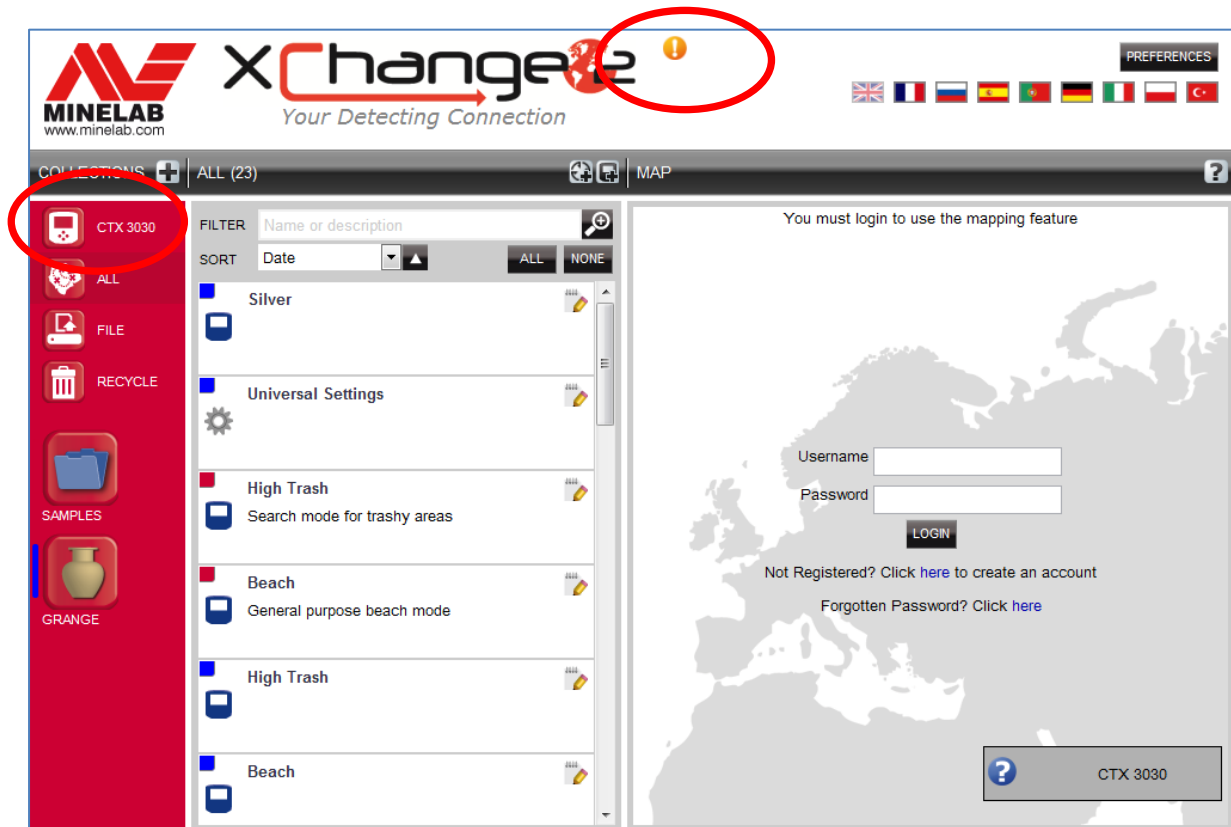 MINELAB
www.minelab.com
XChange 2
Your Detecting Connection
PREFERENCES
COLLECTIONS
ALL (23)
MAP
CTX 3030
ALL
FILE
RECYCLE
SAMPLES
GRANGE
FILTER Name or description
SORT Date ALL NONE
Silver
Universal Settings
High Trash
Search mode for trashy areas
Beach
General purpose beach mode
High Trash
Beach
You must login to use the mapping feature
Username
Password
LOGIN
Not Registered? Click here to create an account
Forgotten Password? Click here
CTX 3030